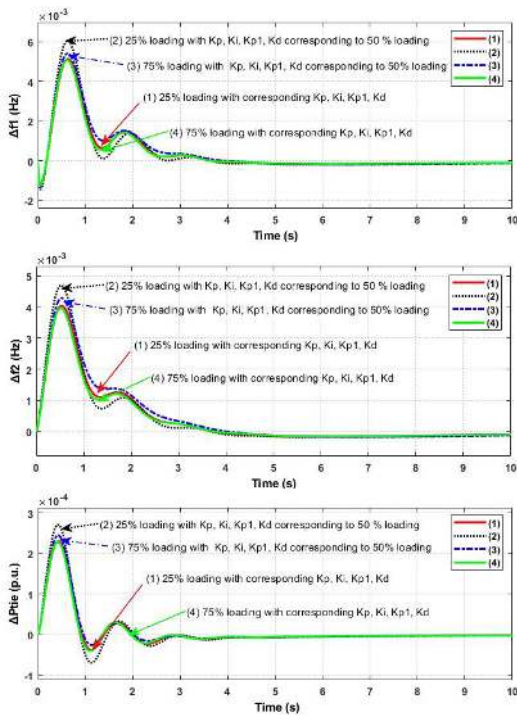 ×10⁻³
(2) 25% loading with Kp, Ki, Kp1, Kd corresponding to 50 % loading
(3) 75% loading with Kp, Ki, Kp1, Kd corresponding to 50% loading
(1) 25% loading with corresponding Kp, Ki, Kp1, Kd
(4) 75% loading with corresponding Kp, Ki, Kp1, Kd
(1)
(2)
(3)
(4)
Δf1 (Hz)
6
4
2
0
-2
0 1 2 3 4 5 6 7 8 9 10
Time (s)
×10⁻³
(2) 25% loading with Kp, Ki, Kp1, Kd corresponding to 50 % loading
(3) 75% loading with Kp, Ki, Kp1, Kd corresponding to 50% loading
(1) 25% loading with corresponding Kp, Ki, Kp1, Kd
(4) 75% loading with corresponding Kp, Ki, Kp1, Kd
(1)
(2)
(3)
(4)
Δf2 (Hz)
5
4
3
2
1
0
0 1 2 3 4 5 6 7 8 9 10
Time (s)
×10⁻⁴
(2) 25% loading with Kp, Ki, Kp1, Kd corresponding to 50 % loading
(3) 75% loading with Kp, Ki, Kp1, Kd corresponding to 50% loading
(1) 25% loading with corresponding Kp, Ki, Kp1, Kd
(4) 75% loading with corresponding Kp, Ki, Kp1, Kd
(1)
(2)
(3)
(4)
ΔPtie (p.u.)
3
2
1
0
-1
0 1 2 3 4 5 6 7 8 9 10
Time (s)